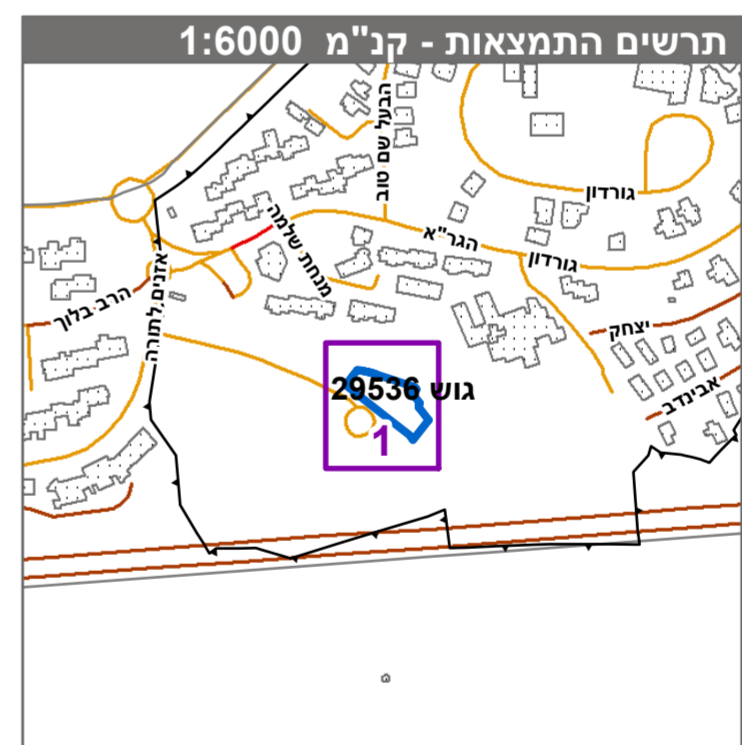 תרשים התמצאות - קנ"מ 1:6000
הבעל שם טוב
גורדון
מנחת שלמה
הגר"א
גורדון
אזנים לתורה
הרב בלוך
יצחק
אבינדב
גוש 29536
1